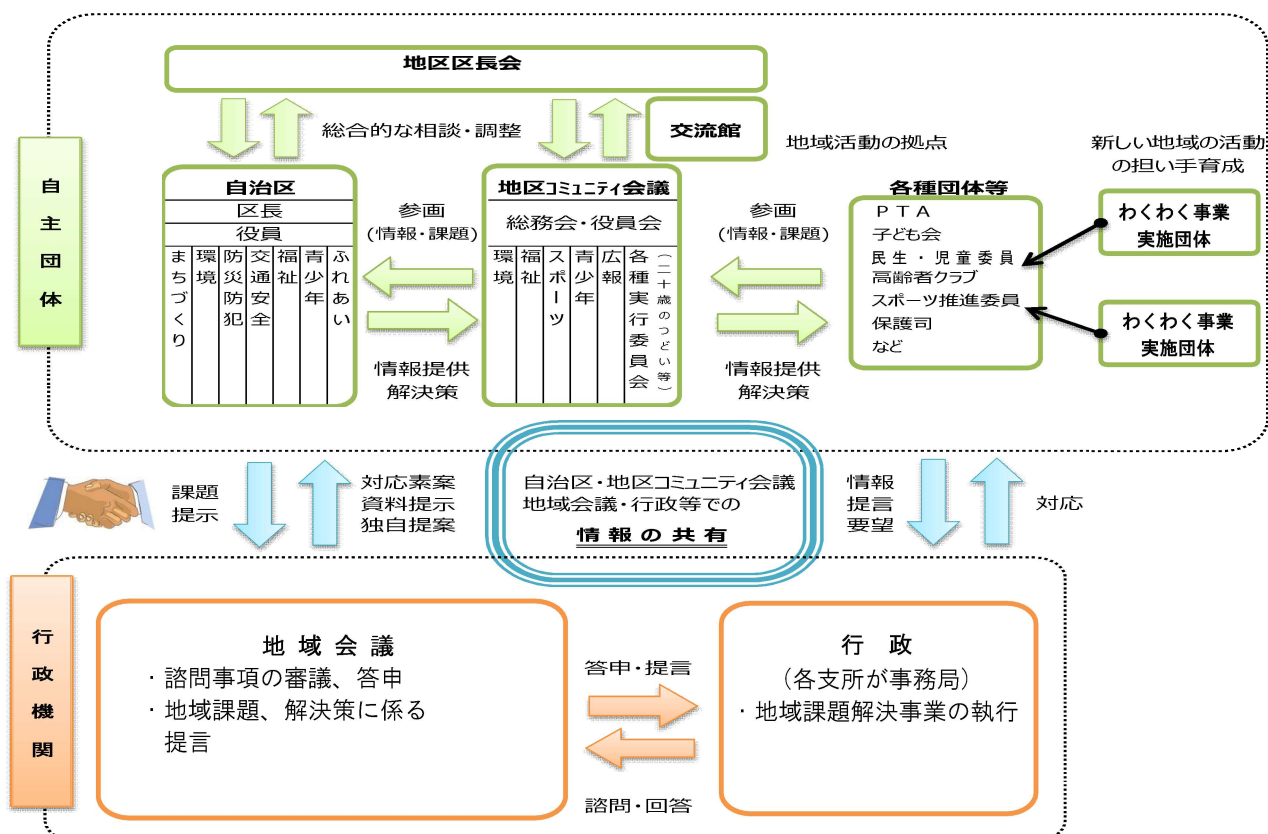 地区区長会
総合的な相談・調整
交流館
地域活動の拠点
新しい地域の活動
の担い手育成
自主団体
自治区
区長
役員
まちづくり
環境
防災防犯
交通安全
福祉
青少年
ふれあい
参画
(情報・課題)
情報提供
解決策
地区コミュニティ会議
総務会・役員会
環境
福祉
スポーツ
青少年
広報
各種実行委員会
(二十歳のつどい等)
参画
(情報・課題)
情報提供
解決策
各種団体等
PTA
子ども会
民生・児童委員
高齢者クラブ
スポーツ推進委員
保護司
など
わくわく事業
実施団体
わくわく事業
実施団体
課題
提示
対応素案
資料提示
独自提案
自治区・地区コミュニティ会議
地域会議・行政等での
情報の共有
情報
提言
要望
対応
行政機関
地域会議
・諮問事項の審議、答申
・地域課題、解決策に係る
提言
答申・提言
諮問・回答
行政
(各支所が事務局)
・地域課題解決事業の執行